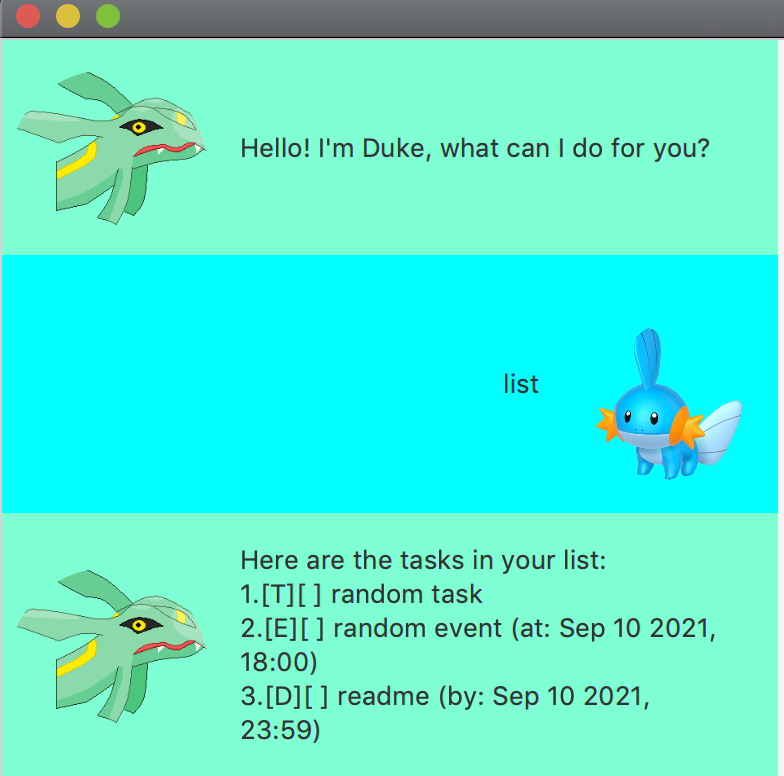 Hello! I'm Duke, what can I do for you?
list
Here are the tasks in your list:
1.[T][ ] random task
2.[E][ ] random event (at: Sep 10 2021,
18:00)
3.[D][ ] readme (by: Sep 10 2021,
23:59)